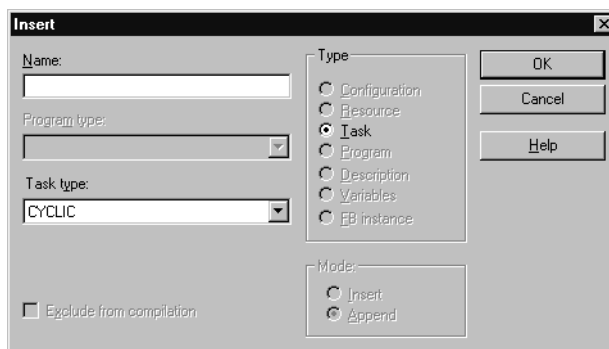 Insert
Name:
Program type:
Task type:
CYCLIC
Exclude from compilation
Type
Configuration
Resource
Task
Program
Description
Variables
FB instance
Mode:
Insert
Append
OK
Cancel
Help